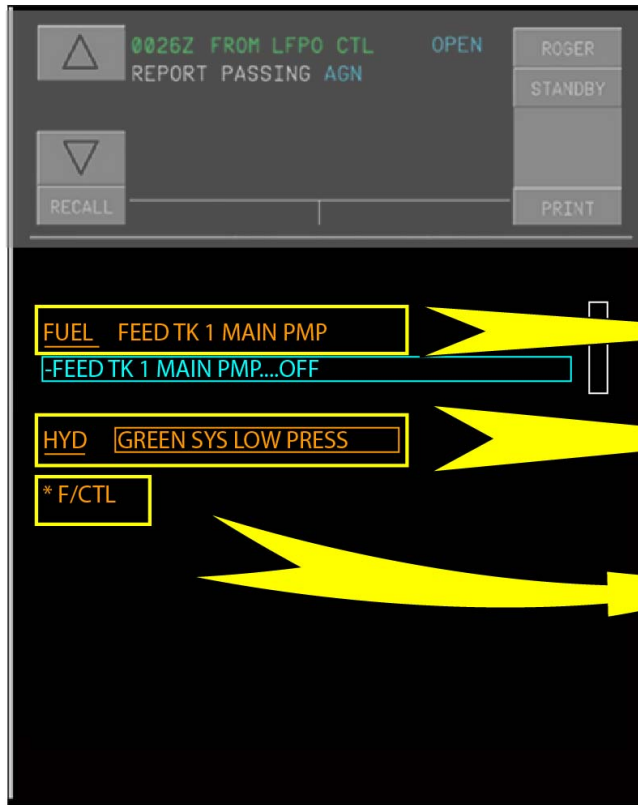 0026Z FROM LFPO CTL OPEN
REPORT PASSING AGN
ROGER
STANDBY
RECALL
PRINT
FUEL FEED TK 1 MAIN PMP
-FEED TK 1 MAIN PMP....OFF
HYD GREEN SYS LOW PRESS
* F/CTL